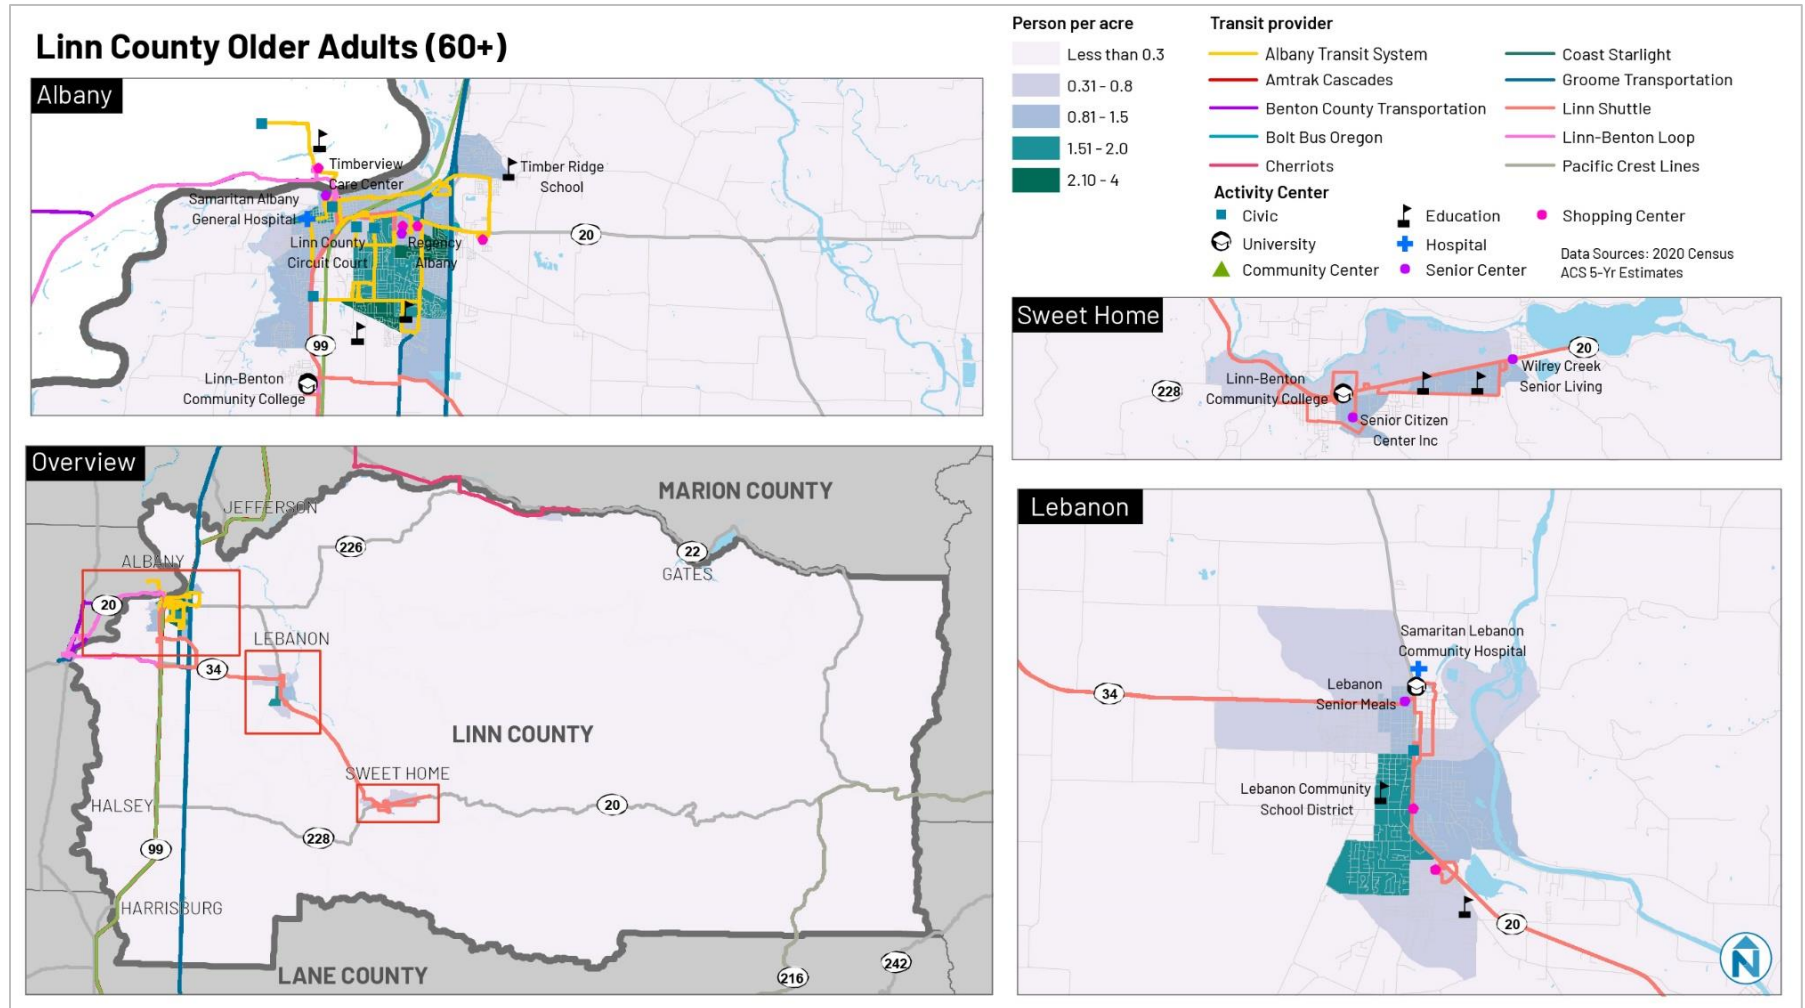 Linn County Older Adults (60+)
Person per acre
Less than 0.3
0.31 - 0.8
0.81 - 1.5
1.51 - 2.0
2.10 - 4
Transit provider
Albany Transit System
Amtrak Cascades
Benton County Transportation
Bolt Bus Oregon
Cherriots
Coast Starlight
Groome Transportation
Linn Shuttle
Linn-Benton Loop
Pacific Crest Lines
Activity Center
Civic
University
Community Center
Education
Hospital
Senior Center
Shopping Center
Data Sources: 2020 Census
ACS 5-Yr Estimates
Albany
Timberview
Care Center
Timber Ridge
School
Samaritan Albany
General Hospital
Linn County
Circuit Court
Regency
Albany
20
99
Linn-Benton
Community College
Sweet Home
228
Linn-Benton
Community College
20
Wilrey Creek
Senior Living
Senior Citizen
Center Inc
Overview
JEFFERSON
MARION COUNTY
226
22
GATES
ALBANY
20
LEBANON
34
LINN COUNTY
SWEET HOME
HALSEY
20
228
99
HARRISBURG
LANE COUNTY
216
242
Lebanon
Samaritan Lebanon
Community Hospital
34
Lebanon
Senior Meals
Lebanon Community
School District
20
N